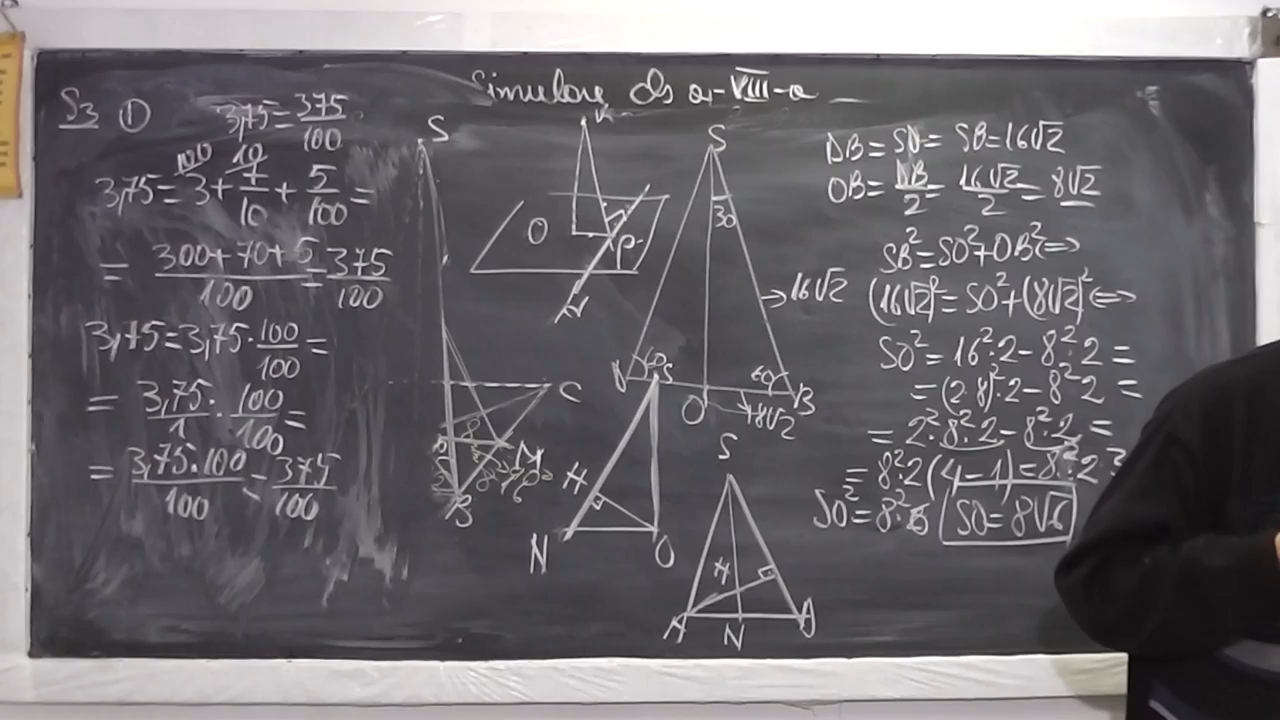 Simulare cls a-VIII-a
S3 ①
3,75 = 375/100
100 10
3,75 = 3 + 7/10 + 5/100 =
= (300+70+5)/100 = 375/100
3,75 = 3,75 · 100/100 =
= 3,75/1 · 100/100 =
= 3,75·100/100 = 375/100
S
C
M
B
O
P
S
30
→ 16√2
60
B
O
8√2
S
H
N
O
S
H
A N D
DB = SD = SB = 16√2
OB = DB/2 = 16√2/2 = 8√2
SB² = SO² + OB² <=>
(16√2)² = SO² + (8√2)² <=>
SO² = 16²·2 - 8²·2 =
= (2·8)²·2 - 8²·2 =
= 2²·8²·2 - 8²·2 =
= 8²·2(4-1) = 8²·2·3
SO² = 8²·6 SO = 8√6